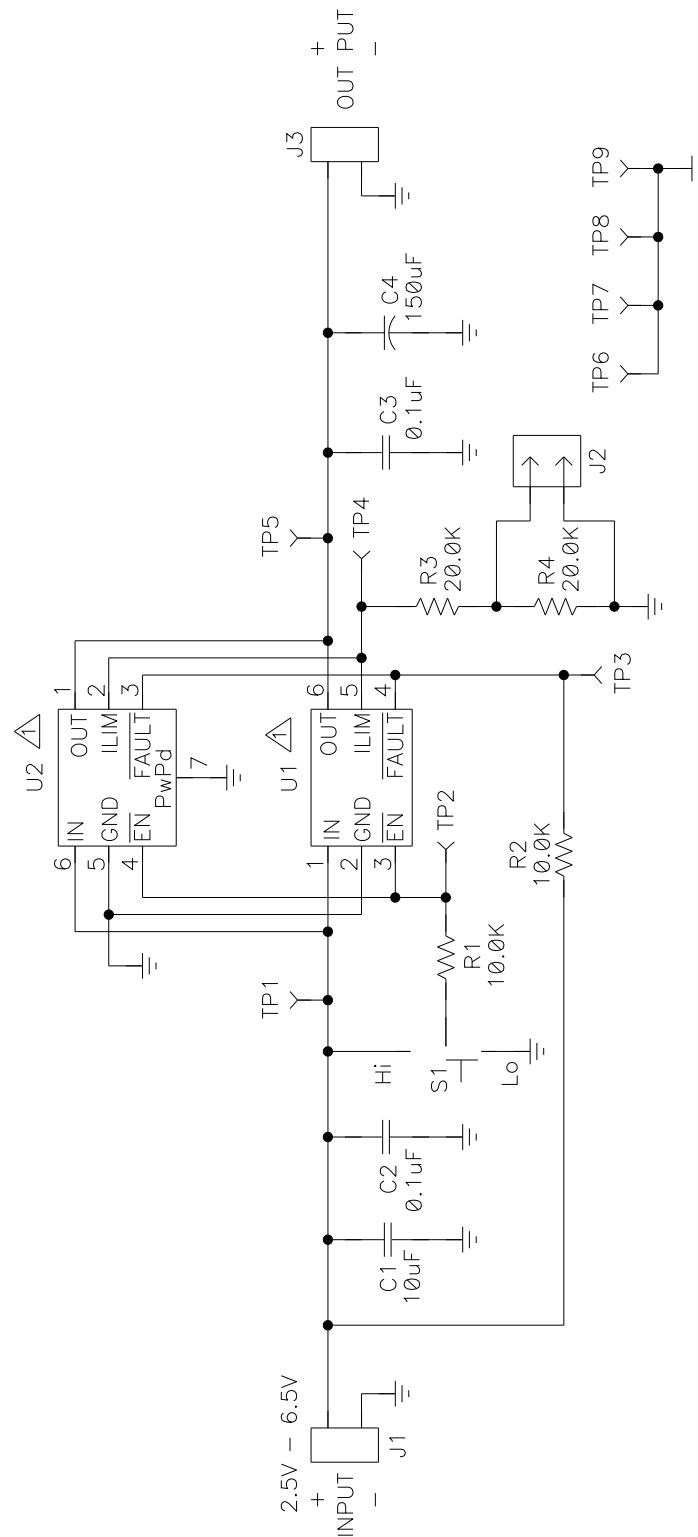 2.5V – 6.5V
+
INPUT
–
J1
C1
10uF
C2
0.1uF
Hi
S1
Lo
TP1
R1
10.0K
TP2
R2
10.0K
TP3
U2
1
6
IN
5
GND
4
EN
OUT
1
ILIM
2
FAULT
3
PwPd
7
U1
1
1
IN
2
GND
3
EN
OUT
6
ILIM
5
FAULT
4
TP4
TP5
R3
20.0K
R4
20.0K
J2
C3
0.1uF
C4
150uF
J3
+
OUT PUT
–
TP6
TP7
TP8
TP9